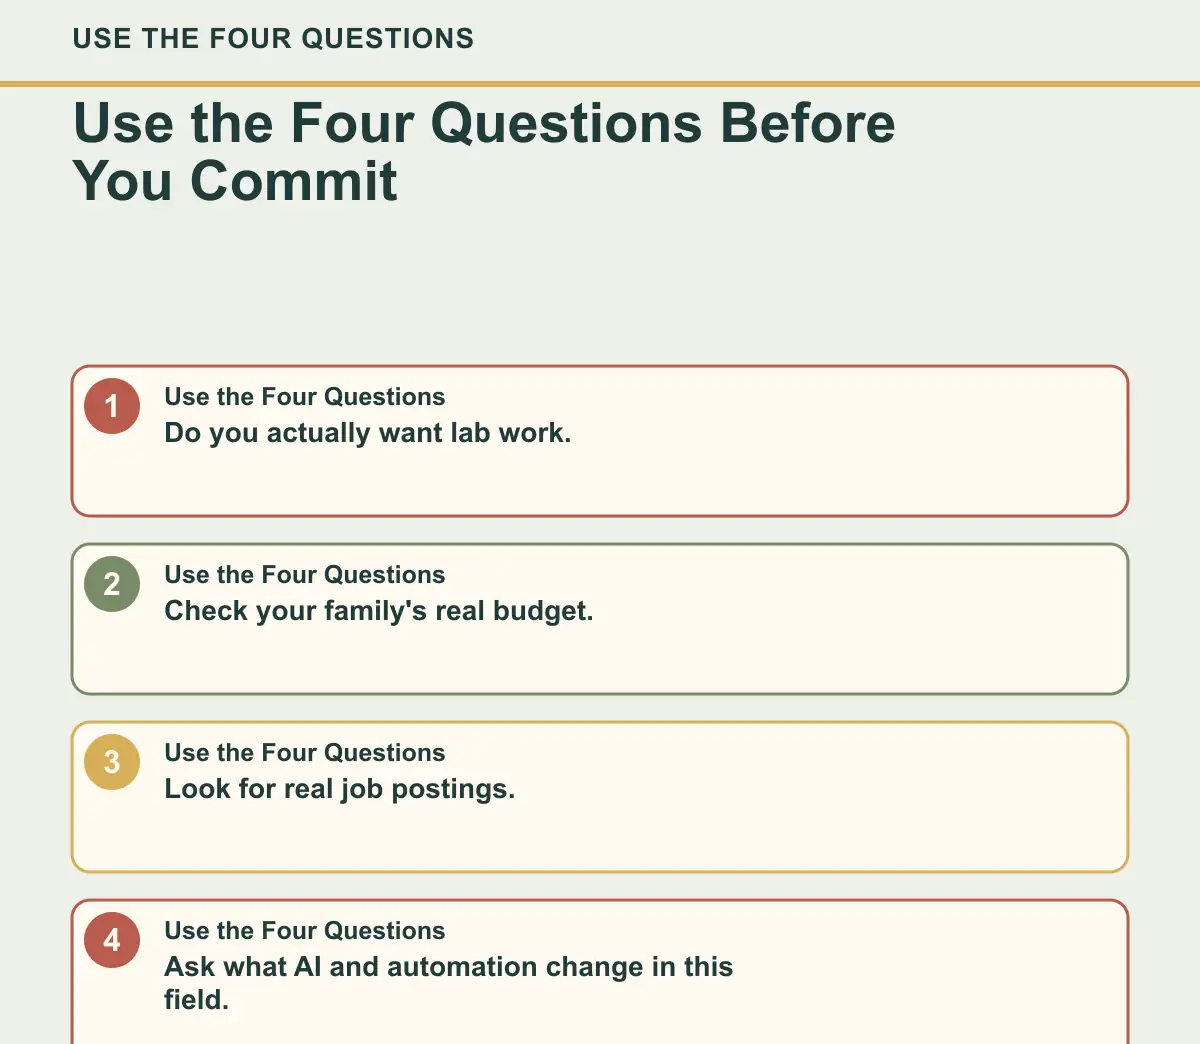 USE THE FOUR QUESTIONS
Use the Four Questions Before
You Commit
1
Use the Four Questions
Do you actually want lab work.
2
Use the Four Questions
Check your family's real budget.
3
Use the Four Questions
Look for real job postings.
4
Use the Four Questions
Ask what AI and automation change in this
field.